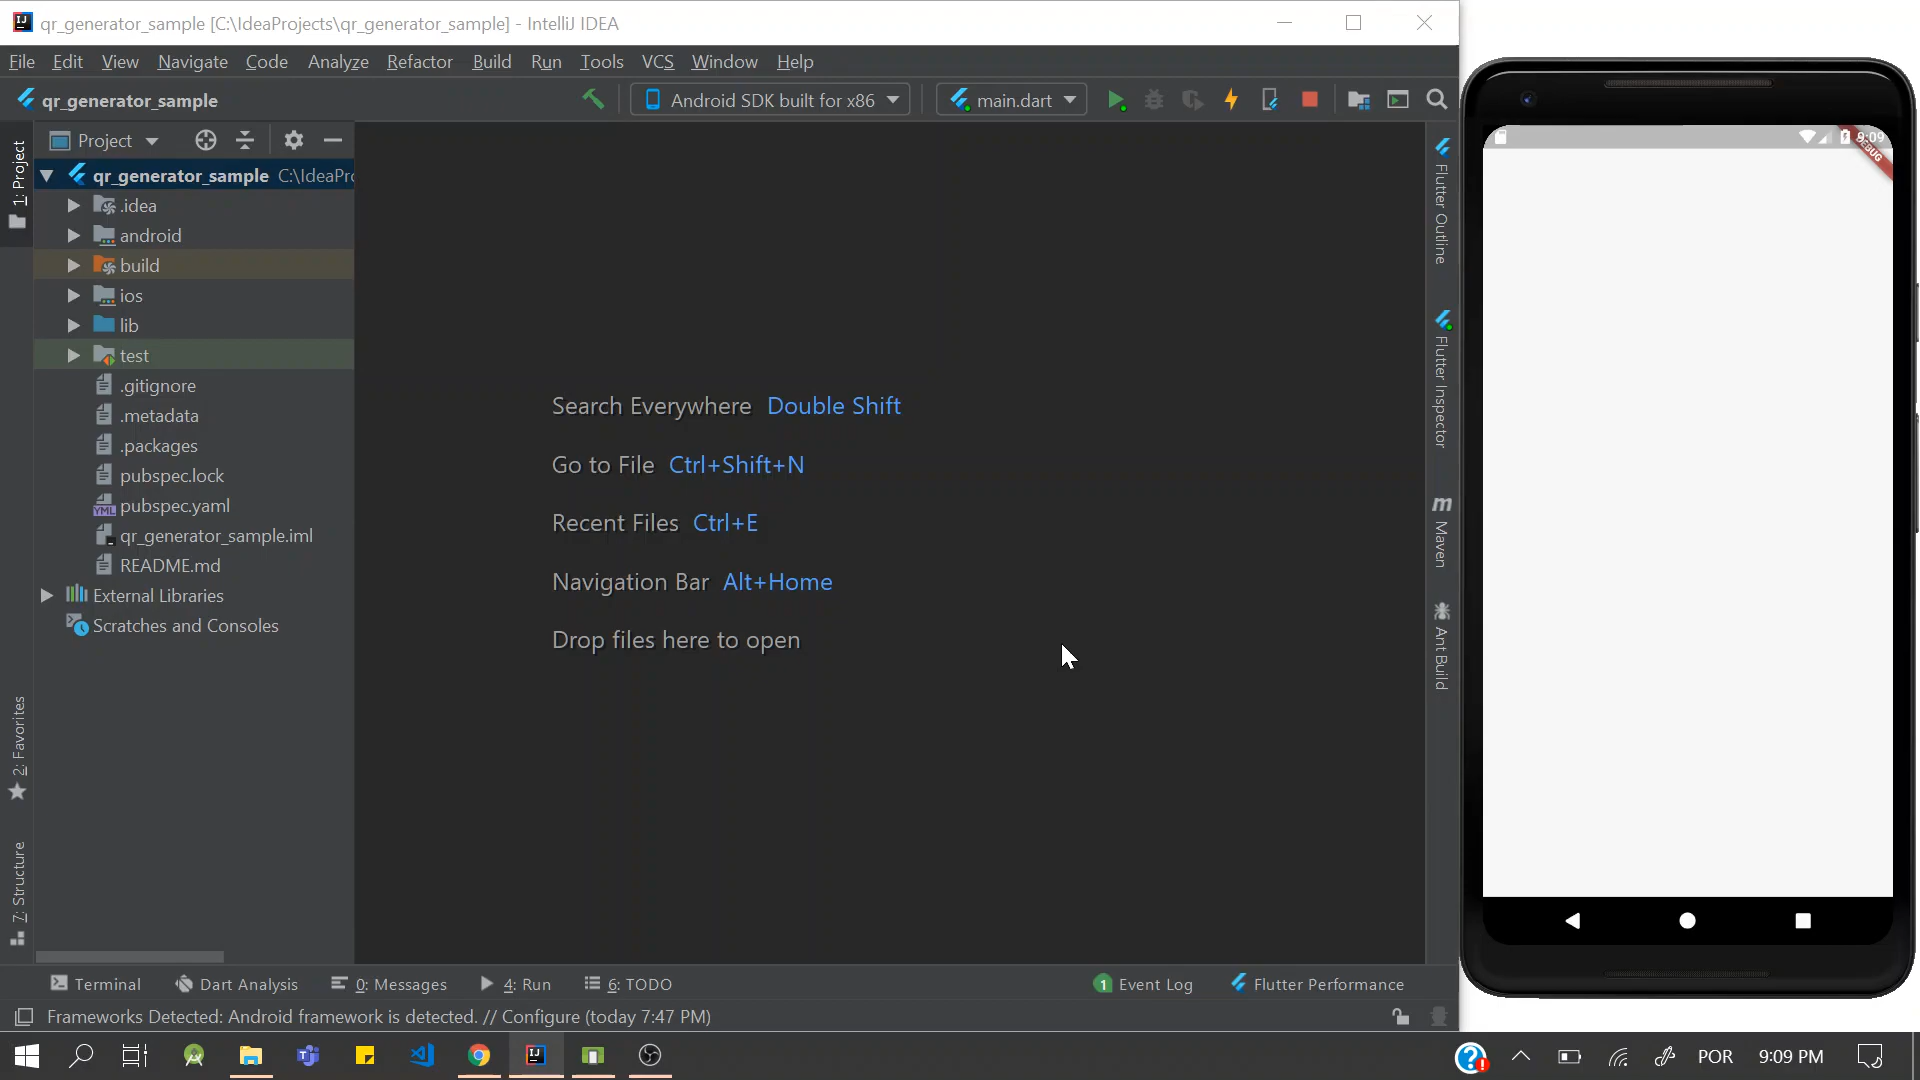 qr_generator_sample [C:\IdeaProjects\qr_generator_sample] - IntelliJ IDEA
File Edit View Navigate Code Analyze Refactor Build Run Tools VCS Window Help
qr_generator_sample
Android SDK built for x86
main.dart
1: Project
Project
qr_generator_sample C:\IdeaPro
.idea
android
build
ios
lib
test
.gitignore
.metadata
.packages
pubspec.lock
YML pubspec.yaml
qr_generator_sample.iml
README.md
External Libraries
Scratches and Consoles
2: Favorites
7: Structure
Search Everywhere Double Shift
Go to File Ctrl+Shift+N
Recent Files Ctrl+E
Navigation Bar Alt+Home
Drop files here to open
Flutter Outline
Flutter Inspector
m Maven
Ant Build
9:09
DEBUG
Terminal Dart Analysis 0: Messages 4: Run 6: TODO 1 Event Log Flutter Performance
Frameworks Detected: Android framework is detected. // Configure (today 7:47 PM)
POR 9:09 PM